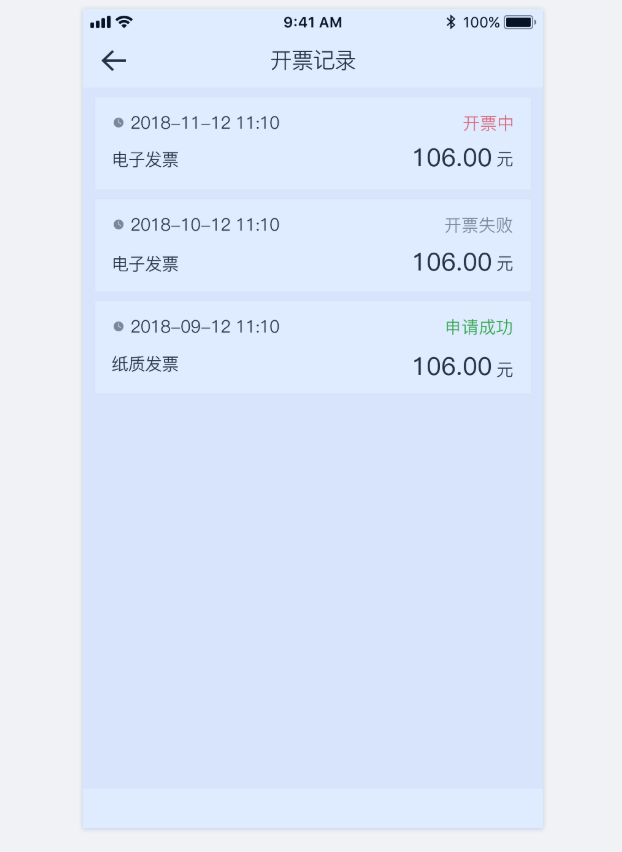 9:41 AM 100%
开票记录
2018-11-12 11:10 开票中
电子发票 106.00 元
2018-10-12 11:10 开票失败
电子发票 106.00 元
2018-09-12 11:10 申请成功
纸质发票 106.00 元